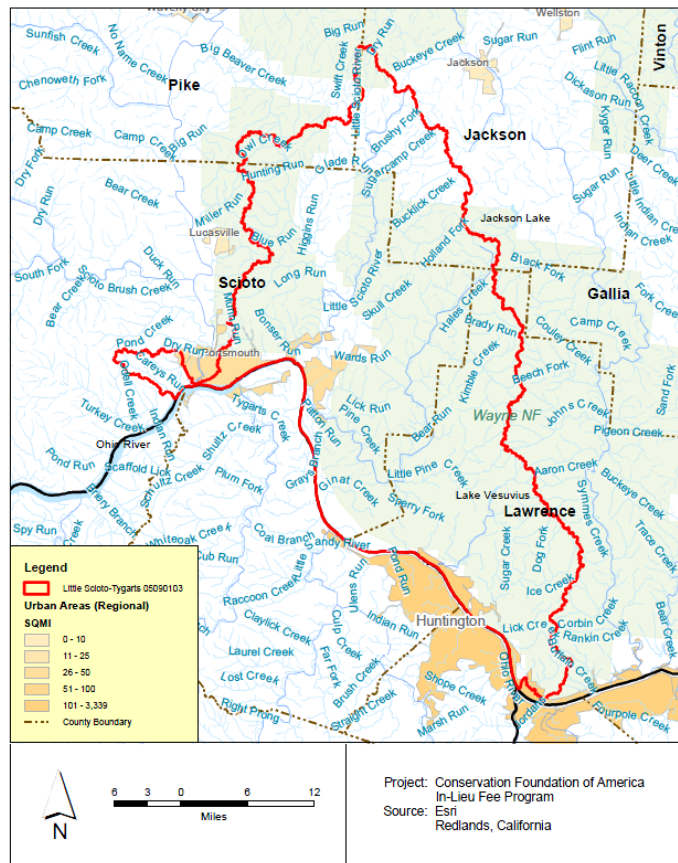 Waverly City
Wellston
Big Run
Dry Run
Sunfish Creek
No Name Creek
Big Beaver Creek
Swift Creek
Little Scioto River
Buckeye Creek
Sugar Run
Flint Run
Vinton
Chenoweth Fork
Pike
Jackson
Little Racoon Creek
Dickason Run
Kyger Run
Jackson
Camp Creek
Camp Creek
Big Run
Owl Creek
Brushy Fork
Deer Creek
Dry Fork
Hunting Run
Glade Run
Sugarcamp Creek
Bear Creek
Dry Run
Miller Run
Bucklick Creek
Sugar Run
Little Indian Creek
Indian Creek
Lucasville
Blue Run
Higgins Run
Jackson Lake
Holland Fork
Duck Run
South Fork
Scioto Brush Creek
Bear Creek
Scioto
Long Run
Little Scioto River
Skull Creek
Black Fork
Gallia
Fork Creek
Munn Run
Hales Creek
Camp Creek
Pond Creek
Dry Run
Bonser Run
Brady Run
Couley Creek
Portsmouth
Careys Run
Wards Run
Kimble Creek
Beech Fork
Sand Fork
Odell Creek
Lick Run
Wayne NF
Johns Creek
Turkey Creek
Indian Run
Tygarts Creek
Patton Run
Pine Creek
Bear Run
Pigeon Creek
Ohio River
Shultz Creek
Pond Run
Scaffold Lick
Schultz Creek
Plum Fork
Grays Branch
Ginat Creek
Little Pine Creek
Aaron Creek
Buckeye Creek
Emery Branch
Sperry Fork
Lake Vesuvius
Lawrence
Symmes Creek
Trace Creek
Spy Run
Whiteoak Creek
Coal Branch
Little Sandy River
Sugar Creek
Dog Fork
Cub Run
Pond Run
Raccoon Creek
Ulens Run
Ice Creek
Huntington
Lick Creek
Corbin Creek
Rankin Creek
Bear Creek
Claylick Creek
Culp Creek
Indian Run
Laurel Creek
Far Fork
Ohio River
Buffalo Creek
Lost Creek
Brush Creek
Shope Creek
Right Prong
Straight Creek
Marsh Run
Jordans
Fourpole Creek
Legend
Little Scioto-Tygarts 05090103
Urban Areas (Regional)
SQMI
0 - 10
11 - 25
26 - 50
51 - 100
101 - 3,339
County Boundary
N
6 3 0 6 12
Miles
Project: Conservation Foundation of America
In-Lieu Fee Program
Source: Esri
Redlands, California